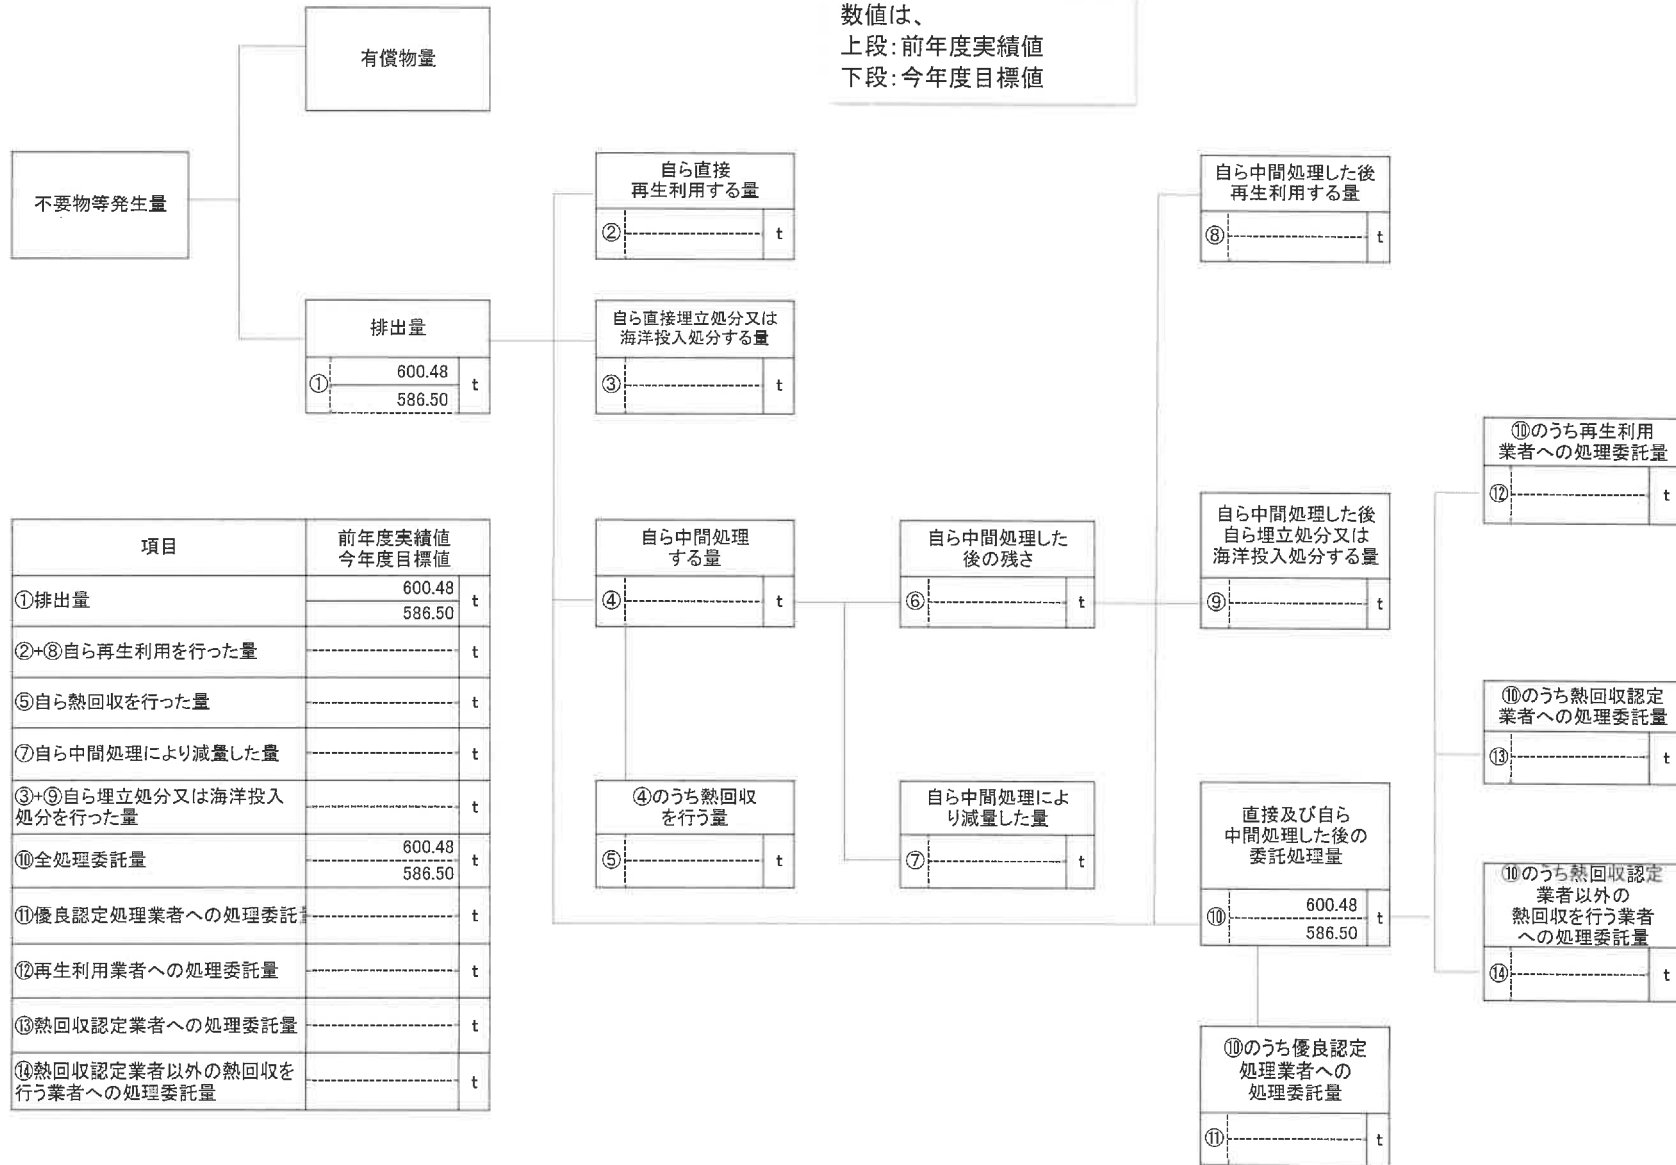 数値は、
上段：前年度実績値
下段：今年度目標値
有償物量
不要物等発生量
排出量
① 600.48 t
586.50
自ら直接
再生利用する量
② t
自ら直接埋立処分又は
海洋投入処分する量
③ t
自ら中間処理
する量
④ t
④のうち熱回収
を行う量
⑤ t
自ら中間処理した
後の残さ
⑥ t
自ら中間処理によ
り減量した量
⑦ t
自ら中間処理した後
再生利用する量
⑧ t
自ら中間処理した後
自ら埋立処分又は
海洋投入処分する量
⑨ t
直接及び自ら
中間処理した後の
委託処理量
⑩ 600.48 t
586.50
⑩のうち優良認定
処理業者への
処理委託量
⑪ t
⑩のうち再生利用
業者への処理委託量
⑫ t
⑩のうち熱回収認定
業者への処理委託量
⑬ t
⑩のうち熱回収認定
業者以外の
熱回収を行う業者
への処理委託量
⑭ t
項目 前年度実績値
今年度目標値
①排出量 600.48 t
586.50
②+⑧自ら再生利用を行った量 t
⑤自ら熱回収を行った量 t
⑦自ら中間処理により減量した量 t
③+⑨自ら埋立処分又は海洋投入
処分を行った量 t
⑩全処理委託量 600.48 t
586.50
⑪優良認定処理業者への処理委託 t
⑫再生利用業者への処理委託量 t
⑬熱回収認定業者への処理委託量 t
⑭熱回収認定業者以外の熱回収を
行う業者への処理委託量 t